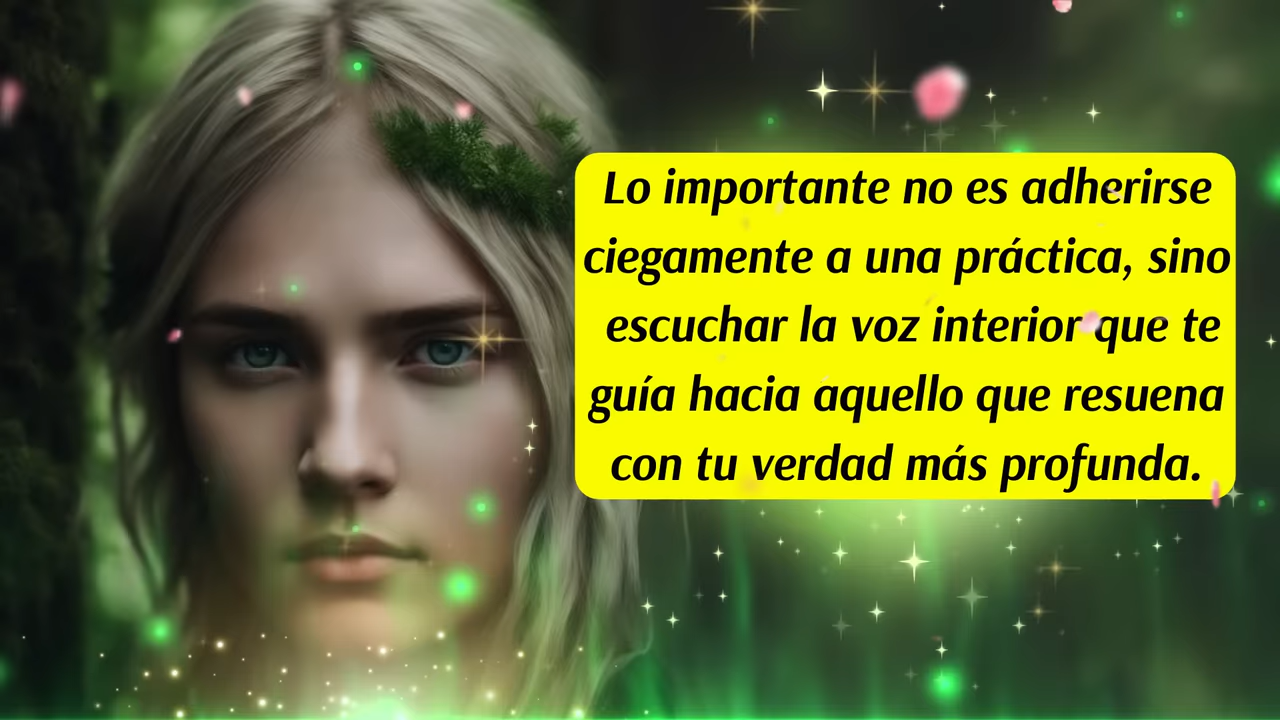 Lo importante no es adherirse
ciegamente a una práctica, sino
escuchar la voz interior que te
guía hacia aquello que resuena
con tu verdad más profunda.